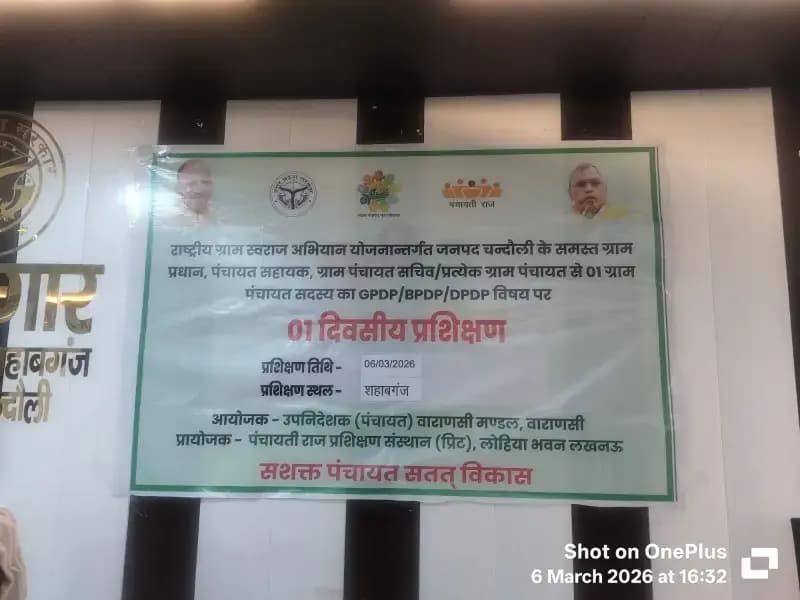 राष्ट्रीय ग्राम स्वराज अभियान योजनान्तर्गत जनपद चन्दौली के समस्त ग्राम
प्रधान, पंचायत सहायक, ग्राम पंचायत सचिव/प्रत्येक ग्राम पंचायत से 01 ग्राम
पंचायत सदस्य का GPDP/BPDP/DPDP विषय पर
01 दिवसीय प्रशिक्षण
प्रशिक्षण तिथि - 06/03/2026
प्रशिक्षण स्थल - शहाबगंज
आयोजक - उपनिदेशक (पंचायत) वाराणसी मण्डल, वाराणसी
प्रायोजक - पंचायती राज प्रशिक्षण संस्थान (प्रिट), लोहिया भवन लखनऊ
सशक्त पंचायत सतत् विकास
पंचायती राज
गार
हाबगंज
न्दौली
Shot on OnePlus
6 March 2026 at 16:32